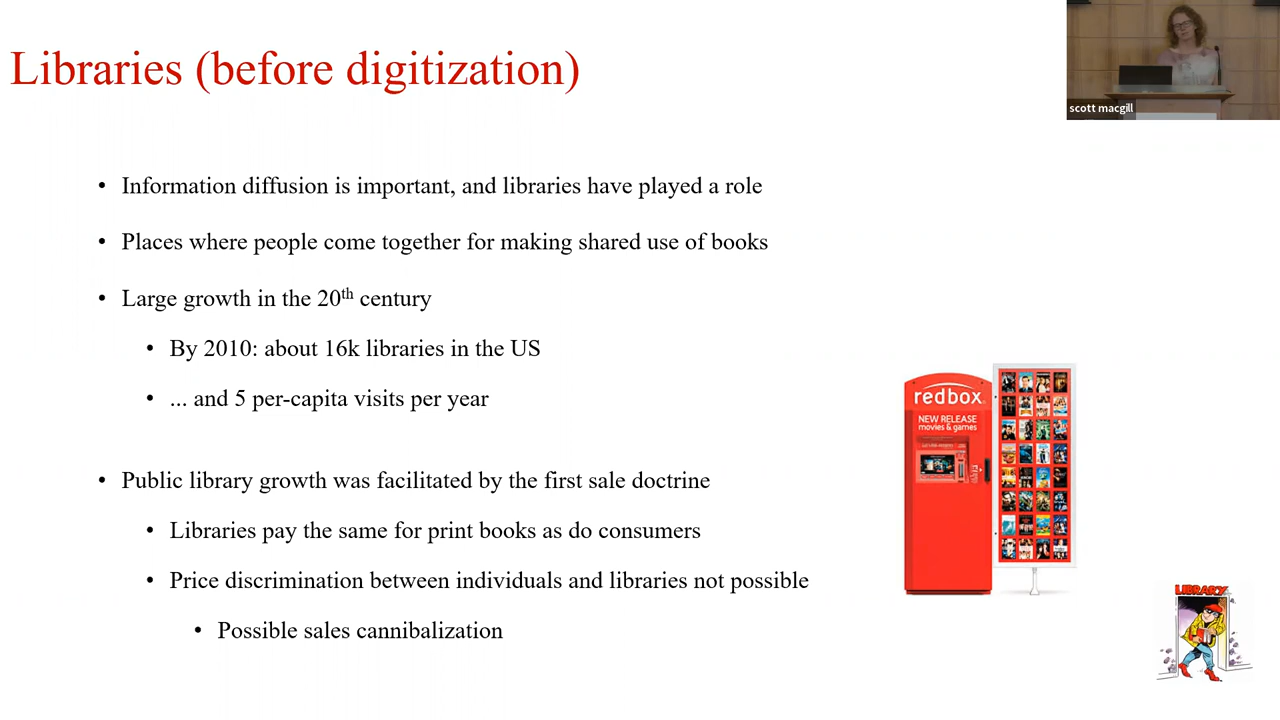 Libraries (before digitization)
scott macgill
• Information diffusion is important, and libraries have played a role
• Places where people come together for making shared use of books
• Large growth in the 20th century
• By 2010: about 16k libraries in the US
• ... and 5 per-capita visits per year
• Public library growth was facilitated by the first sale doctrine
• Libraries pay the same for print books as do consumers
• Price discrimination between individuals and libraries not possible
• Possible sales cannibalization
redbox.
NEW RELEASE
movies & games
LIBRARY